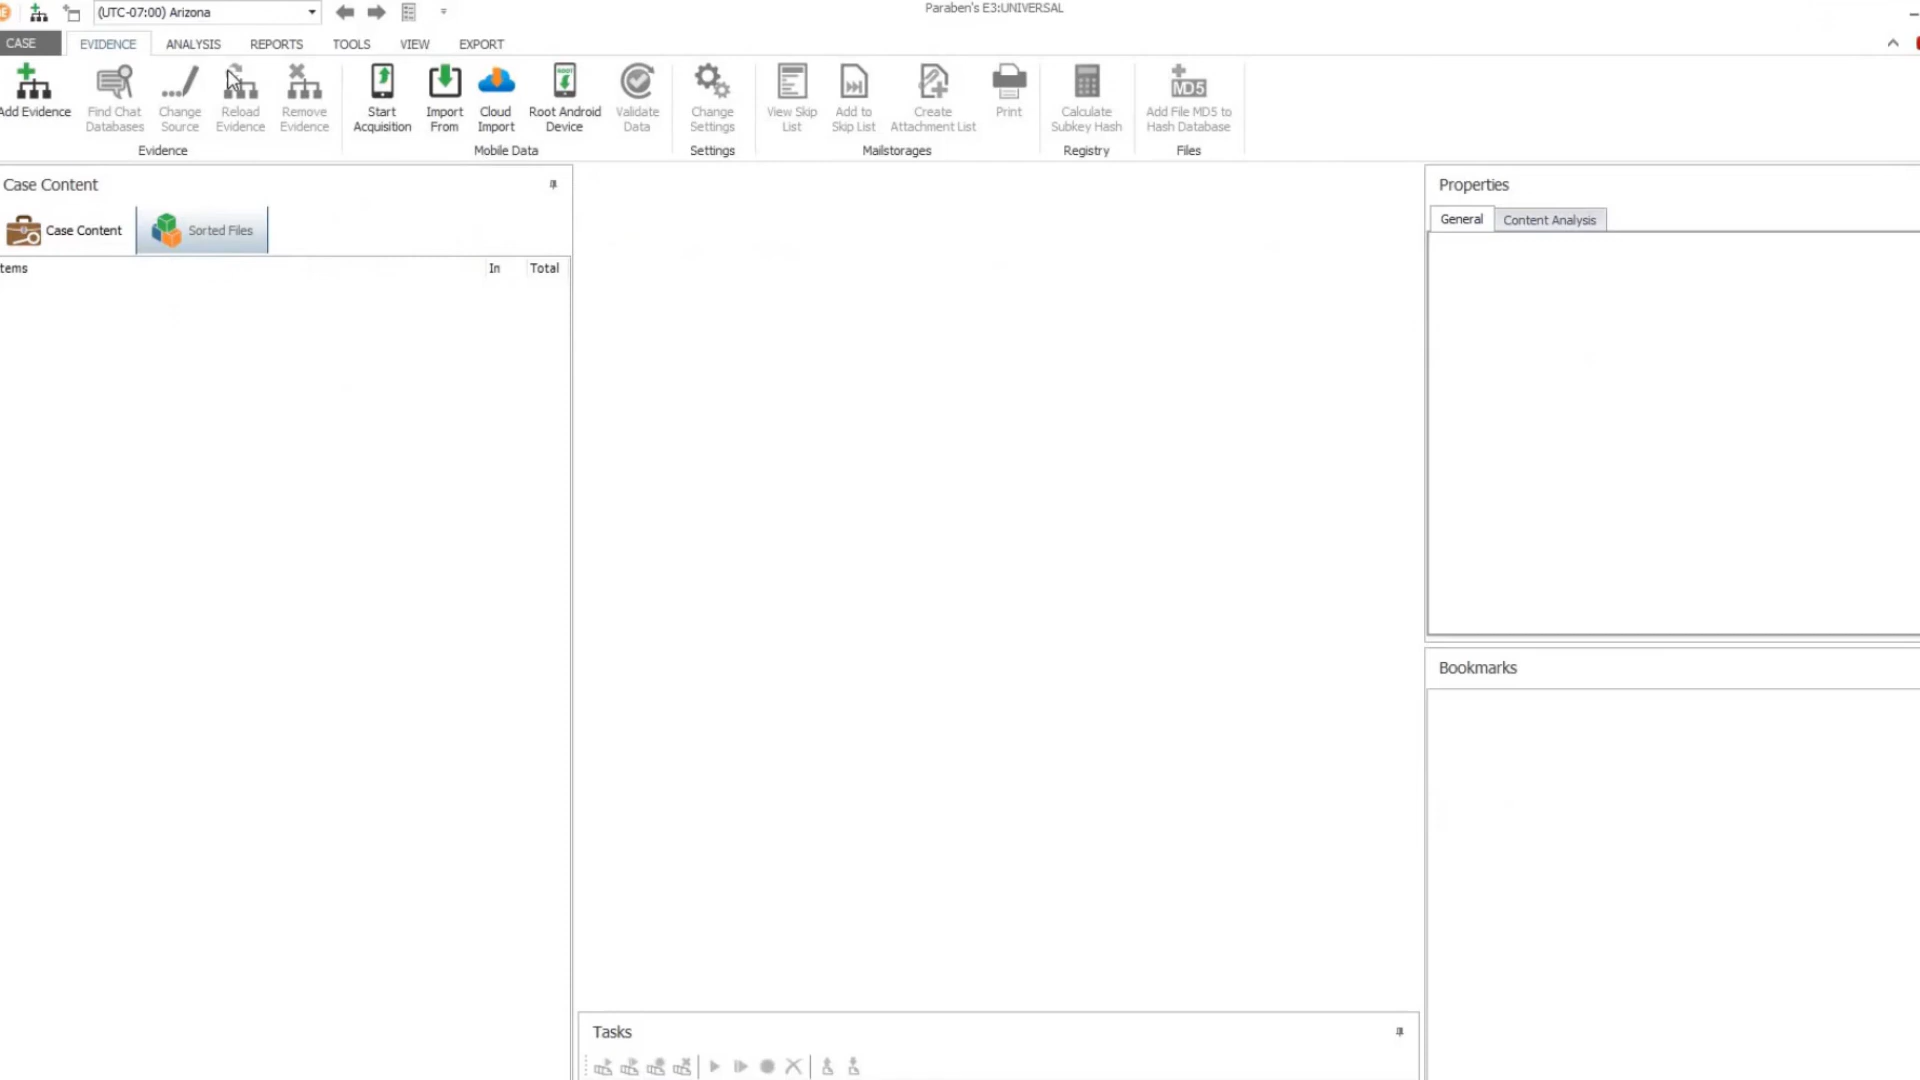 (UTC-07:00) Arizona
Paraben's E3:UNIVERSAL
CASE
EVIDENCE
ANALYSIS
REPORTS
TOOLS
VIEW
EXPORT
Add Evidence
Find Chat
Databases
Change
Source
Reload
Evidence
Remove
Evidence
Evidence
Start
Acquisition
Import
From
Cloud
Import
ROOT
Root Android
Device
Validate
Data
Mobile Data
Change
Settings
Settings
View Skip
List
Add to
Skip List
Create
Attachment List
Print
Mailstorages
Calculate
Subkey Hash
Registry
MD5
Add File MD5 to
Hash Database
Files
Case Content
Case Content
Sorted Files
tems
In
Total
Properties
General
Content Analysis
Bookmarks
Tasks